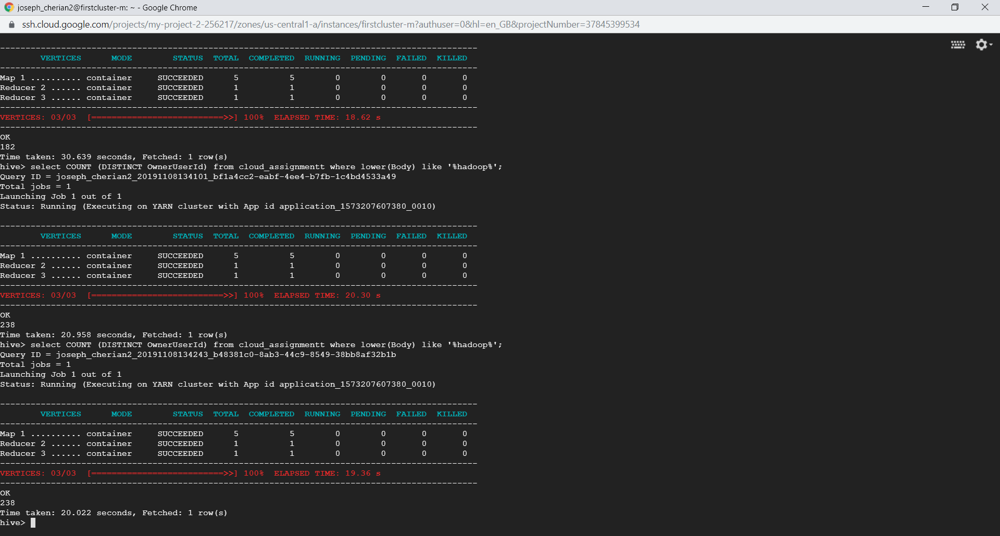 joseph_cherian2@firstcluster-m: ~ - Google Chrome
ssh.cloud.google.com/projects/my-project-2-256217/zones/us-central1-a/instances/firstcluster-m?authuser=0&hl=en_GB&projectNumber=37845399534
----------------------------------------------------------------------------------------------
        VERTICES      MODE        STATUS  TOTAL  COMPLETED  RUNNING  PENDING  FAILED  KILLED
----------------------------------------------------------------------------------------------
Map 1 .......... container     SUCCEEDED      5          5        0        0       0       0
Reducer 2 ...... container     SUCCEEDED      1          1        0        0       0       0
Reducer 3 ...... container     SUCCEEDED      1          1        0        0       0       0
----------------------------------------------------------------------------------------------
VERTICES: 03/03  [==========================>>] 100%  ELAPSED TIME: 18.62 s
----------------------------------------------------------------------------------------------
OK
182
Time taken: 30.639 seconds, Fetched: 1 row(s)
hive> select COUNT (DISTINCT OwnerUserId) from cloud_assignmentt where lower(Body) like '%hadoop%';
Query ID = joseph_cherian2_20191108134101_bf1a4cc2-eabf-4ee4-b7fb-1c4bd4533a49
Total jobs = 1
Launching Job 1 out of 1
Status: Running (Executing on YARN cluster with App id application_1573207607380_0010)
----------------------------------------------------------------------------------------------
        VERTICES      MODE        STATUS  TOTAL  COMPLETED  RUNNING  PENDING  FAILED  KILLED
----------------------------------------------------------------------------------------------
Map 1 .......... container     SUCCEEDED      5          5        0        0       0       0
Reducer 2 ...... container     SUCCEEDED      1          1        0        0       0       0
Reducer 3 ...... container     SUCCEEDED      1          1        0        0       0       0
----------------------------------------------------------------------------------------------
VERTICES: 03/03  [==========================>>] 100%  ELAPSED TIME: 20.30 s
----------------------------------------------------------------------------------------------
OK
238
Time taken: 20.958 seconds, Fetched: 1 row(s)
hive> select COUNT (DISTINCT OwnerUserId) from cloud_assignmentt where lower(Body) like '%hadoop%';
Query ID = joseph_cherian2_20191108134243_b48381c0-8ab3-44c9-8549-38bb8af32b1b
Total jobs = 1
Launching Job 1 out of 1
Status: Running (Executing on YARN cluster with App id application_1573207607380_0010)
----------------------------------------------------------------------------------------------
        VERTICES      MODE        STATUS  TOTAL  COMPLETED  RUNNING  PENDING  FAILED  KILLED
----------------------------------------------------------------------------------------------
Map 1 .......... container     SUCCEEDED      5          5        0        0       0       0
Reducer 2 ...... container     SUCCEEDED      1          1        0        0       0       0
Reducer 3 ...... container     SUCCEEDED      1          1        0        0       0       0
----------------------------------------------------------------------------------------------
VERTICES: 03/03  [==========================>>] 100%  ELAPSED TIME: 19.36 s
----------------------------------------------------------------------------------------------
OK
238
Time taken: 20.022 seconds, Fetched: 1 row(s)
hive>